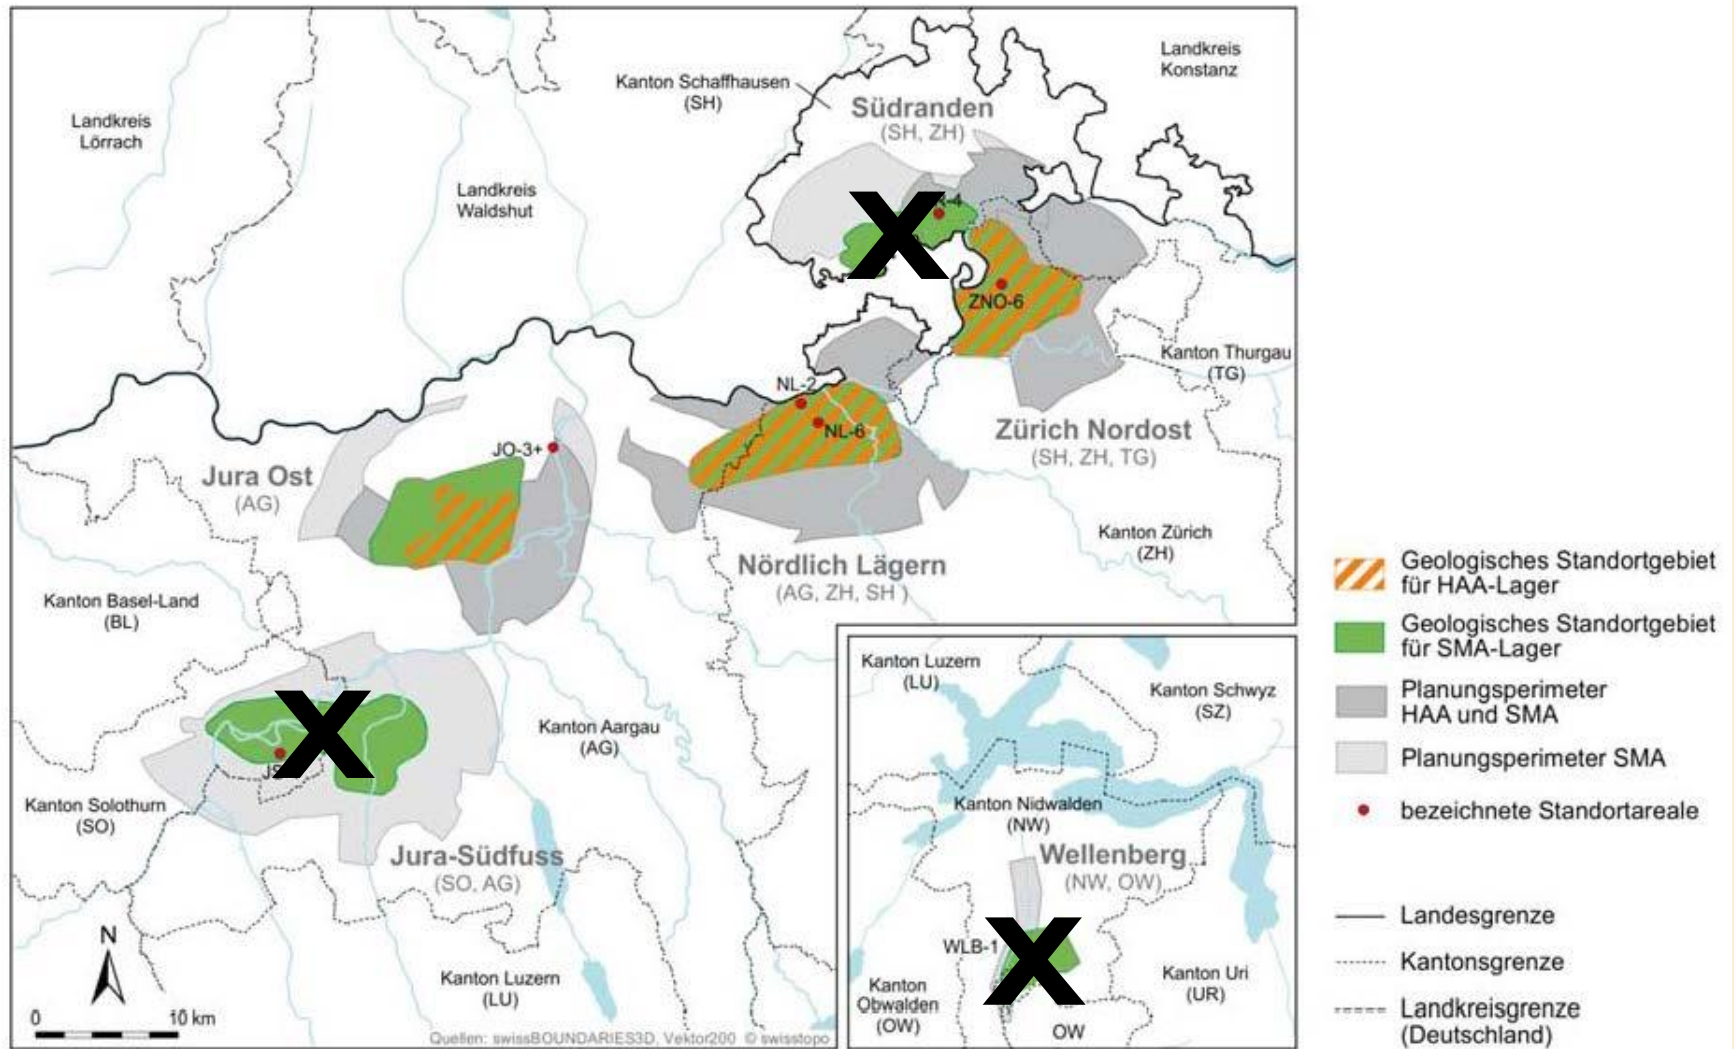 Landkreis
Konstanz
Kanton Schaffhausen
(SH)
Südranden
(SH, ZH)
Landkreis
Lörrach
Landkreis
Waldshut
ZNO-6
Kanton Thurgau
(TG)
NL-2
NL-6
Zürich Nordost
(SH, ZH, TG)
JO-3+
Jura Ost
(AG)
Kanton Zürich
(ZH)
Nördlich Lägern
(AG, ZH, SH )
Kanton Basel-Land
(BL)
Kanton Aargau
(AG)
Kanton Solothurn
(SO)
Jura-Südfuss
(SO, AG)
Kanton Luzern
(LU)
N
0 10 km
Quellen: swissBOUNDARIES3D, Vektor200 © swisstopo
Kanton Luzern
(LU)
Kanton Schwyz
(SZ)
Kanton Nidwalden
(NW)
Wellenberg
(NW, OW)
WLB-1
Kanton
Obwalden
(OW)
Kanton Uri
(UR)
OW
Geologisches Standortgebiet
für HAA-Lager
Geologisches Standortgebiet
für SMA-Lager
Planungsperimeter
HAA und SMA
Planungsperimeter SMA
bezeichnete Standortareale
Landesgrenze
Kantonsgrenze
Landkreisgrenze
(Deutschland)